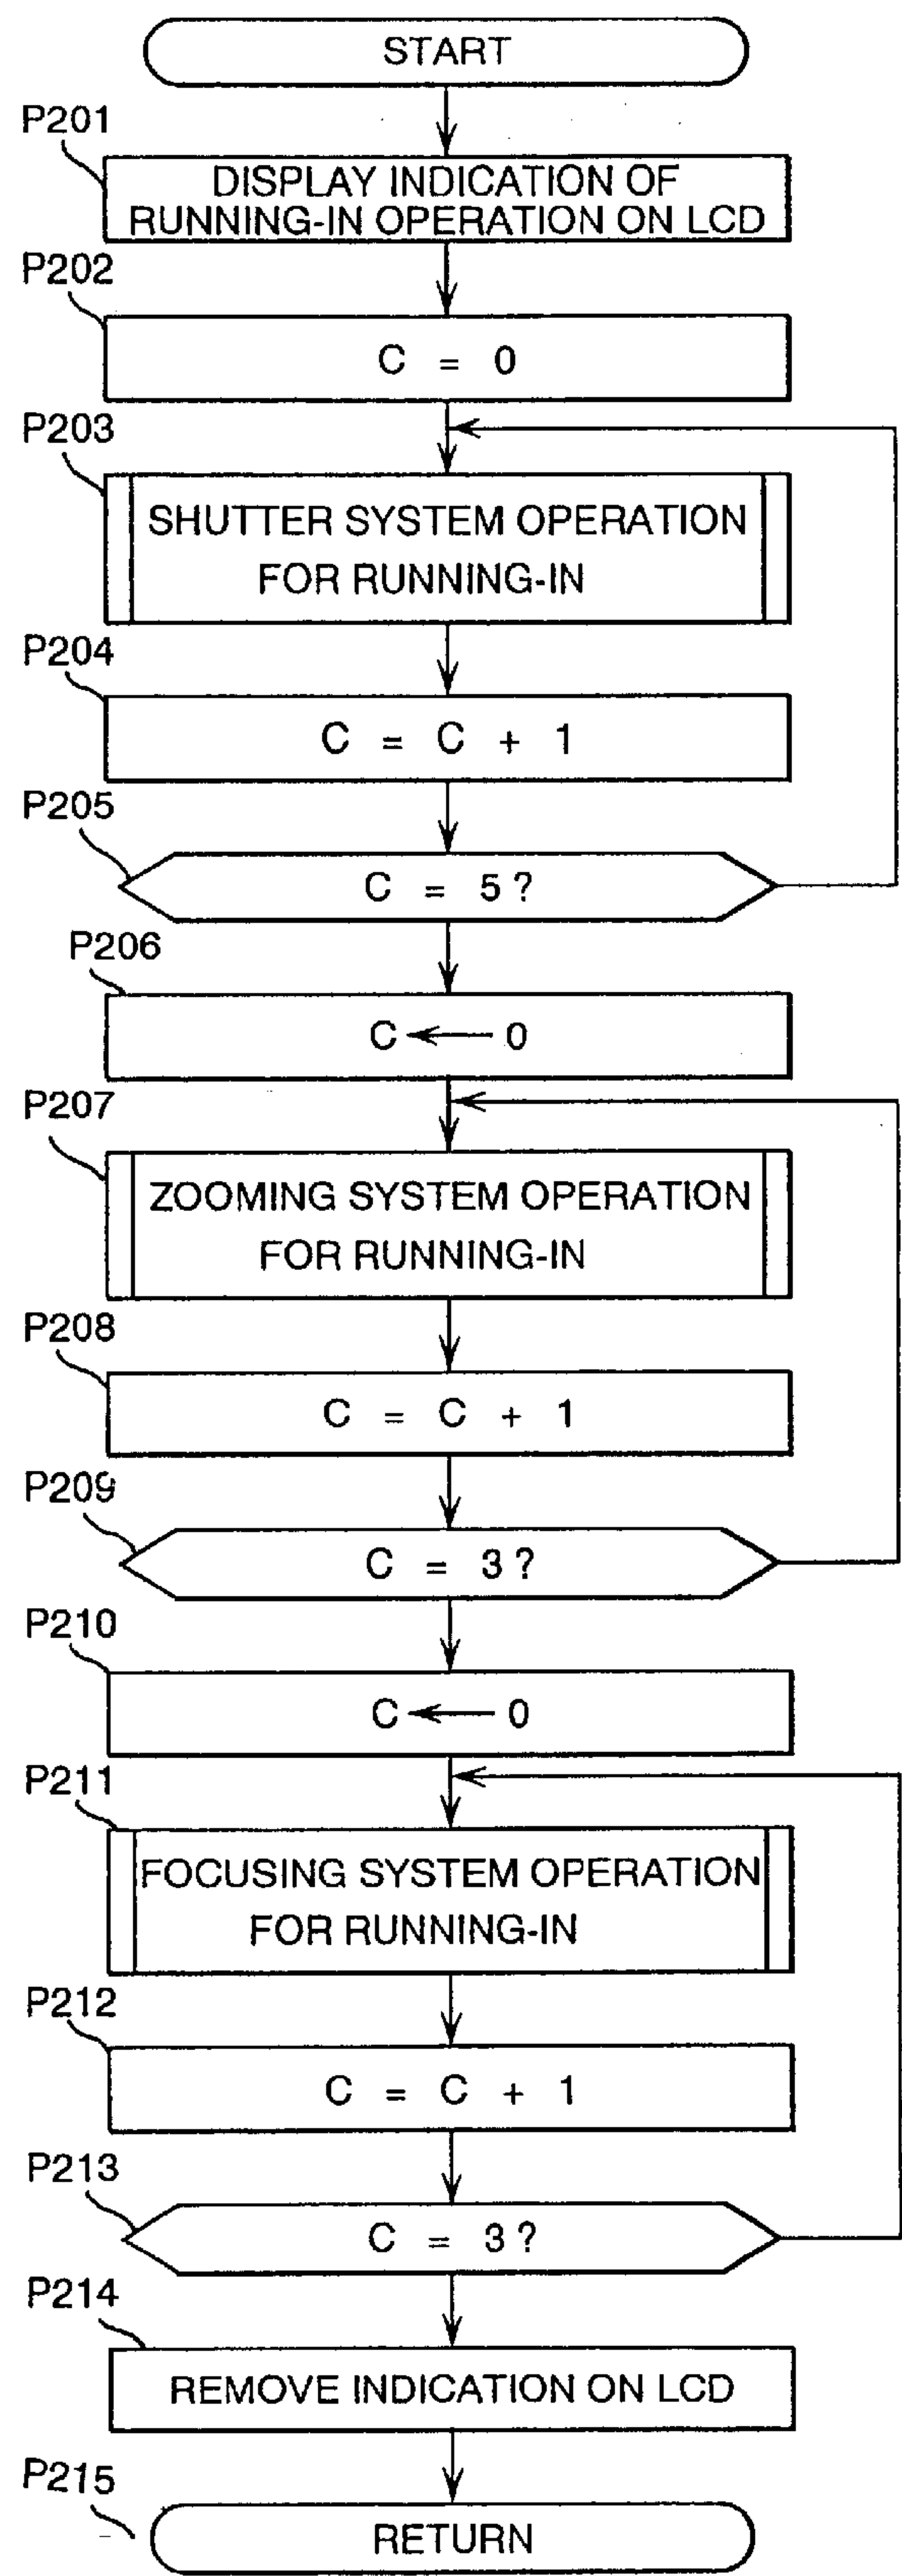 START
P201
DISPLAY INDICATION OF
RUNNING-IN OPERATION ON LCD
P202
C = 0
P203
SHUTTER SYSTEM OPERATION
FOR RUNNING-IN
P204
C = C + 1
P205
C = 5 ?
P206
C ← 0
P207
ZOOMING SYSTEM OPERATION
FOR RUNNING-IN
P208
C = C + 1
P209
C = 3 ?
P210
C ← 0
P211
FOCUSING SYSTEM OPERATION
FOR RUNNING-IN
P212
C = C + 1
P213
C = 3 ?
P214
REMOVE INDICATION ON LCD
P215
RETURN